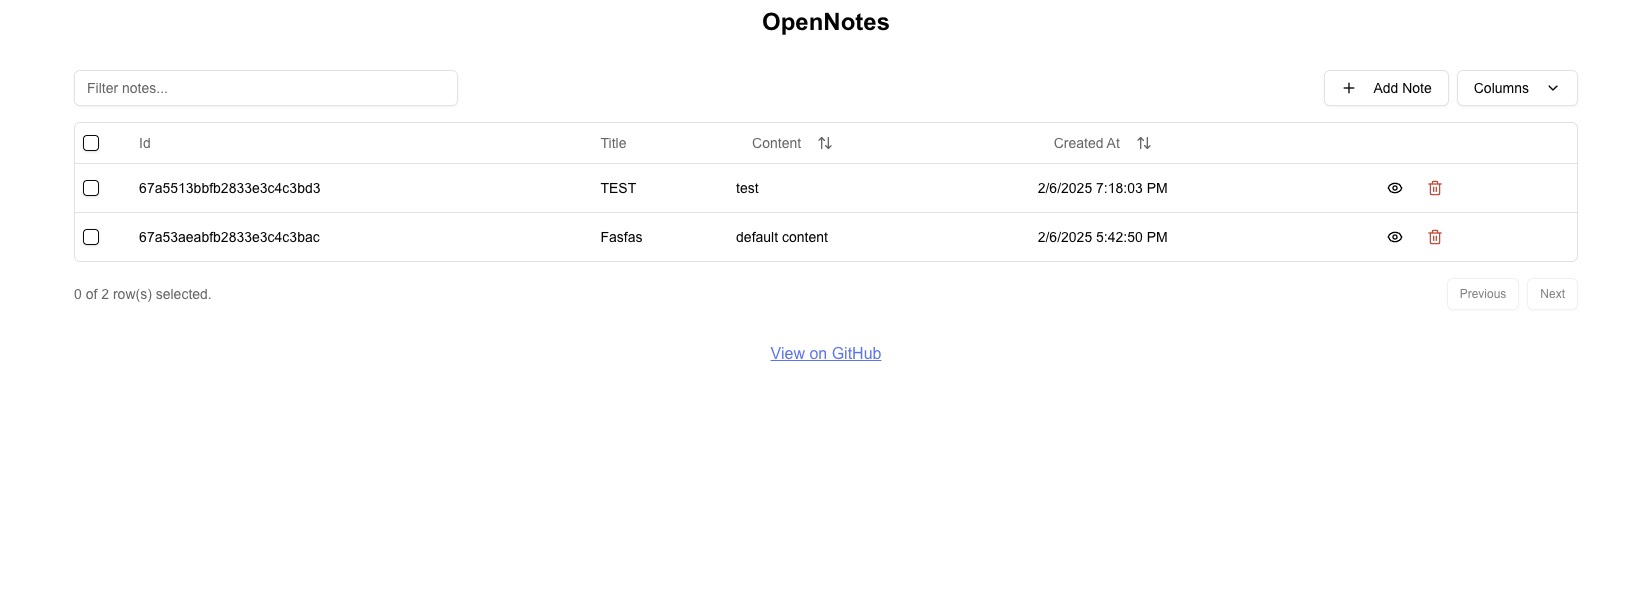 OpenNotes
Filter notes...
Add Note
Columns
Id Title Content Created At
67a5513bbfb2833e3c4c3bd3 TEST test 2/6/2025 7:18:03 PM
67a53aeabfb2833e3c4c3bac Fasfas default content 2/6/2025 5:42:50 PM
0 of 2 row(s) selected.
Previous
Next
View on GitHub